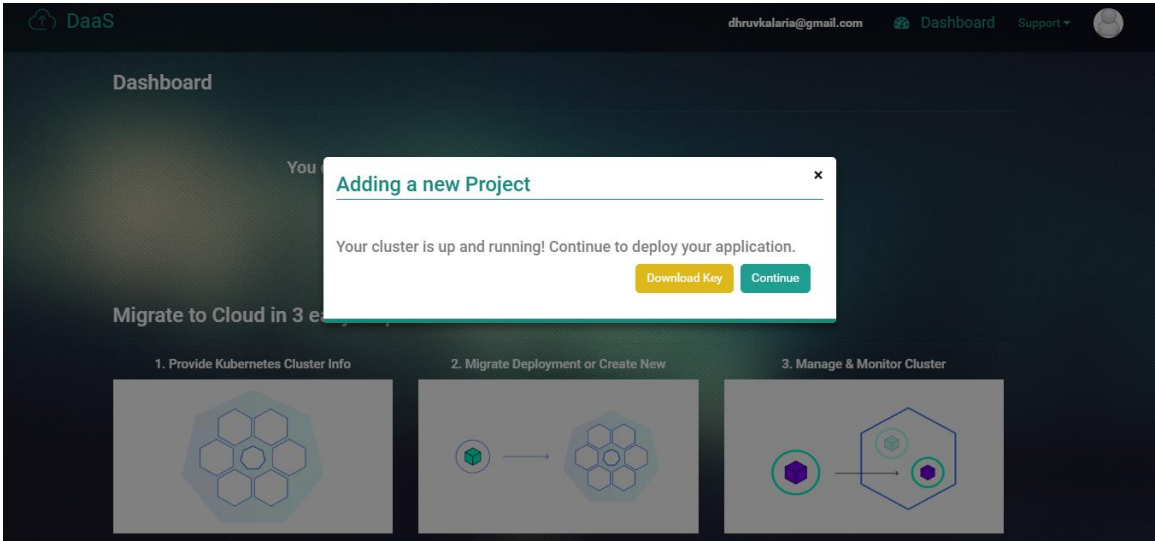 DaaS
dhruvkalaria@gmail.com
Dashboard
Support
Dashboard
You
Adding a new Project
×
Your cluster is up and running! Continue to deploy your application.
Download Key
Continue
Migrate to Cloud in 3
1. Provide Kubernetes Cluster Info
2. Migrate Deployment or Create New
3. Manage & Monitor Cluster